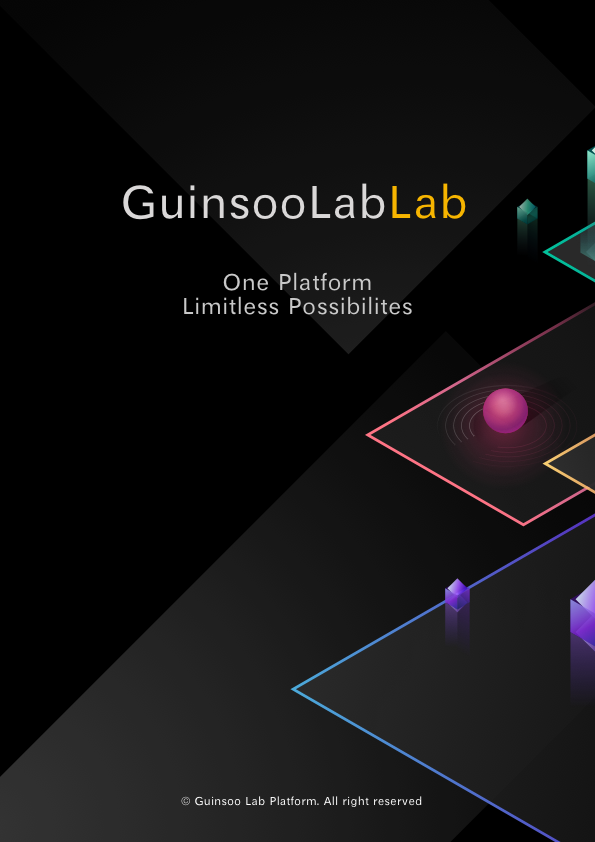 GuinsooLabLab
One Platform
Limitless Possibilites
© Guinsoo Lab Platform. All right reserved